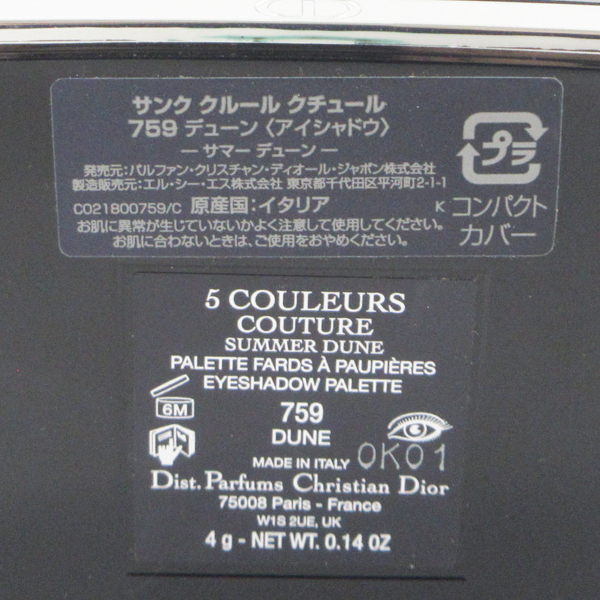 サンク クルール クチュール
759 デューン〈アイシャドウ〉
― サマー デューン ―
発売元:パルファン・クリスチャン・ディオール・ジャポン株式会社
製造販売元:エル・シー・エス株式会社 東京都千代田区平河町2-1-1
C021800759/C 原産国:イタリア
お肌に異常が生じていないかよく注意して使用してください。
お肌に合わないときは、ご使用をおやめください。
プラ
K コンパクト
カバー
5 COULEURS
COUTURE
SUMMER DUNE
PALETTE FARDS À PAUPIÈRES
EYESHADOW PALETTE
6M
759
DUNE
MADE IN ITALY 0K01
Dist. Parfums Christian Dior
75008 Paris - France
W1S 2UE, UK
4 g - NET WT. 0.14 OZ